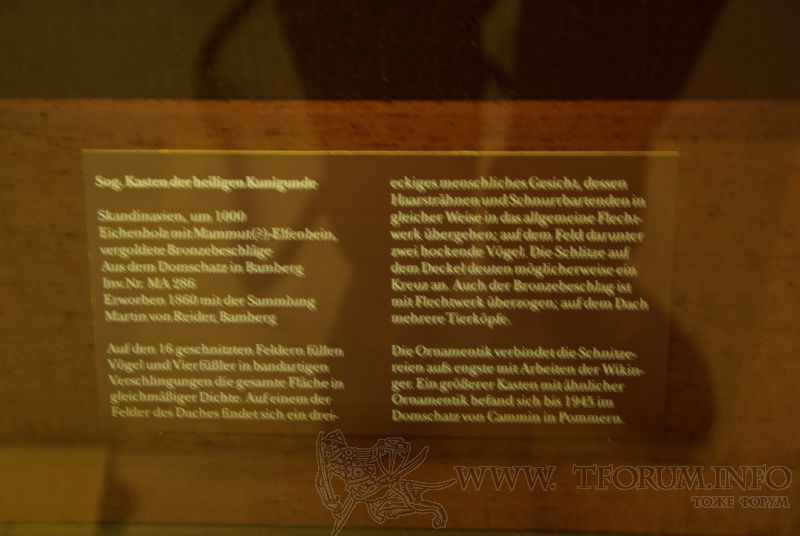 Sog. Kasten der heiligen Kunigunde
Skandinavien, um 1000
Eichenholz mit Mammut(?)-Elfenbein,
vergoldete Bronzebeschläge
Aus dem Domschatz in Bamberg
Inv.Nr. MA 286
Erworben 1860 mit der Sammlung
Martin von Reider, Bamberg
Auf den 16 geschnitzten Feldern füllen
Vögel und Vierfüßler in bandartigen
Verschlingungen die gesamte Fläche in
gleichmäßiger Dichte. Auf einem der
Felder des Daches findet sich ein drei-
eckiges menschliches Gesicht, dessen
Haarsträhnen und Schnurrbartenden in
gleicher Weise in das allgemeine Flecht-
werk übergehen; auf dem Feld darunter
zwei hockende Vögel. Die Schlitze auf
dem Deckel deuten möglicherweise ein
Kreuz an. Auch der Bronzebeschlag ist
mit Flechtwerk überzogen; auf dem Dach
mehrere Tierköpfe.
Die Ornamentik verbindet die Schnitze-
reien aufs engste mit Arbeiten der Wikin-
ger. Ein größerer Kasten mit ähnlicher
Ornamentik befand sich bis 1945 im
Domschatz von Cammin in Pommern.
WWW.TFORUM.INFO
ТОЖЕ ФОРУМ